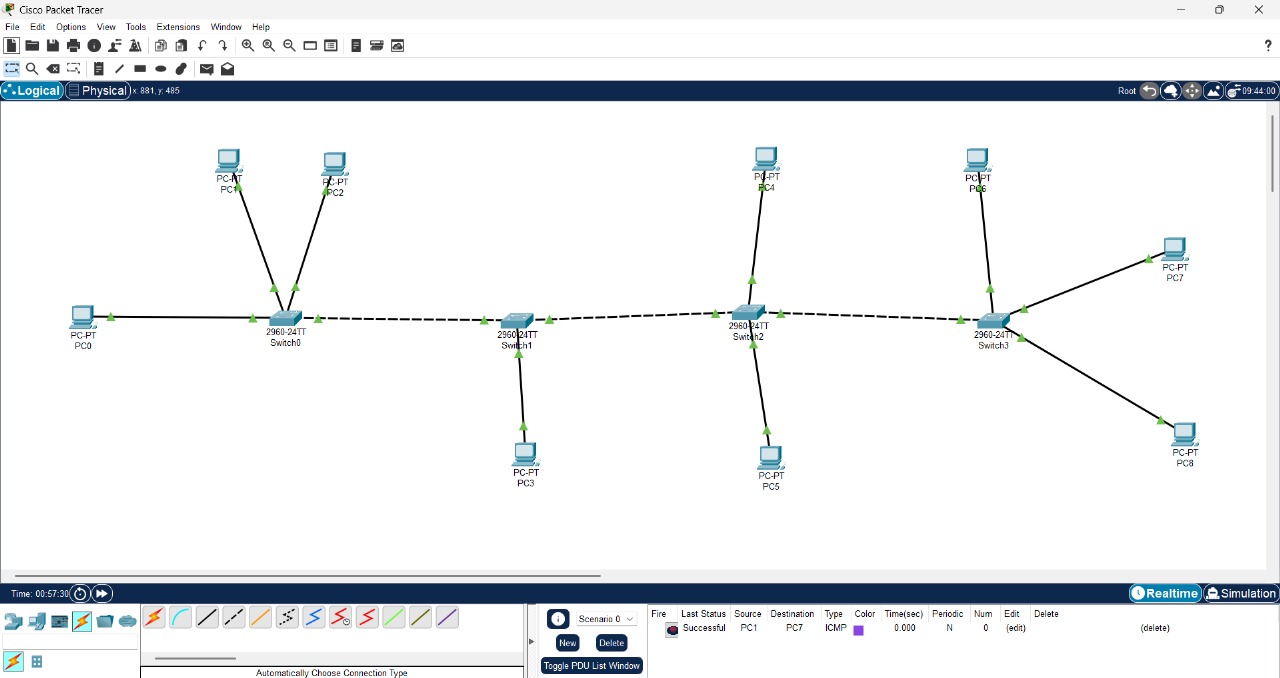 Cisco Packet Tracer
File Edit Options View Tools Extensions Window Help
?
Logical Physical x: 881, y: 485 Root 09:44:00
PC-PT
PC1
PC-PT
PC2
PC-PT
PC4
PC-PT
PC6
PC-PT
PC7
PC-PT
PC0
2960-24TT
Switch0
2960-24TT
Switch1
2960-24TT
Switch2
2960-24TT
Switch3
PC-PT
PC3
PC-PT
PC5
PC-PT
PC8
Time: 00:57:30 Realtime Simulation
Scenario 0
New Delete
Toggle PDU List Window
Fire Last Status Source Destination Type Color Time(sec) Periodic Num Edit Delete
Successful PC1 PC7 ICMP 0.000 N 0 (edit) (delete)
Automatically Choose Connection Type